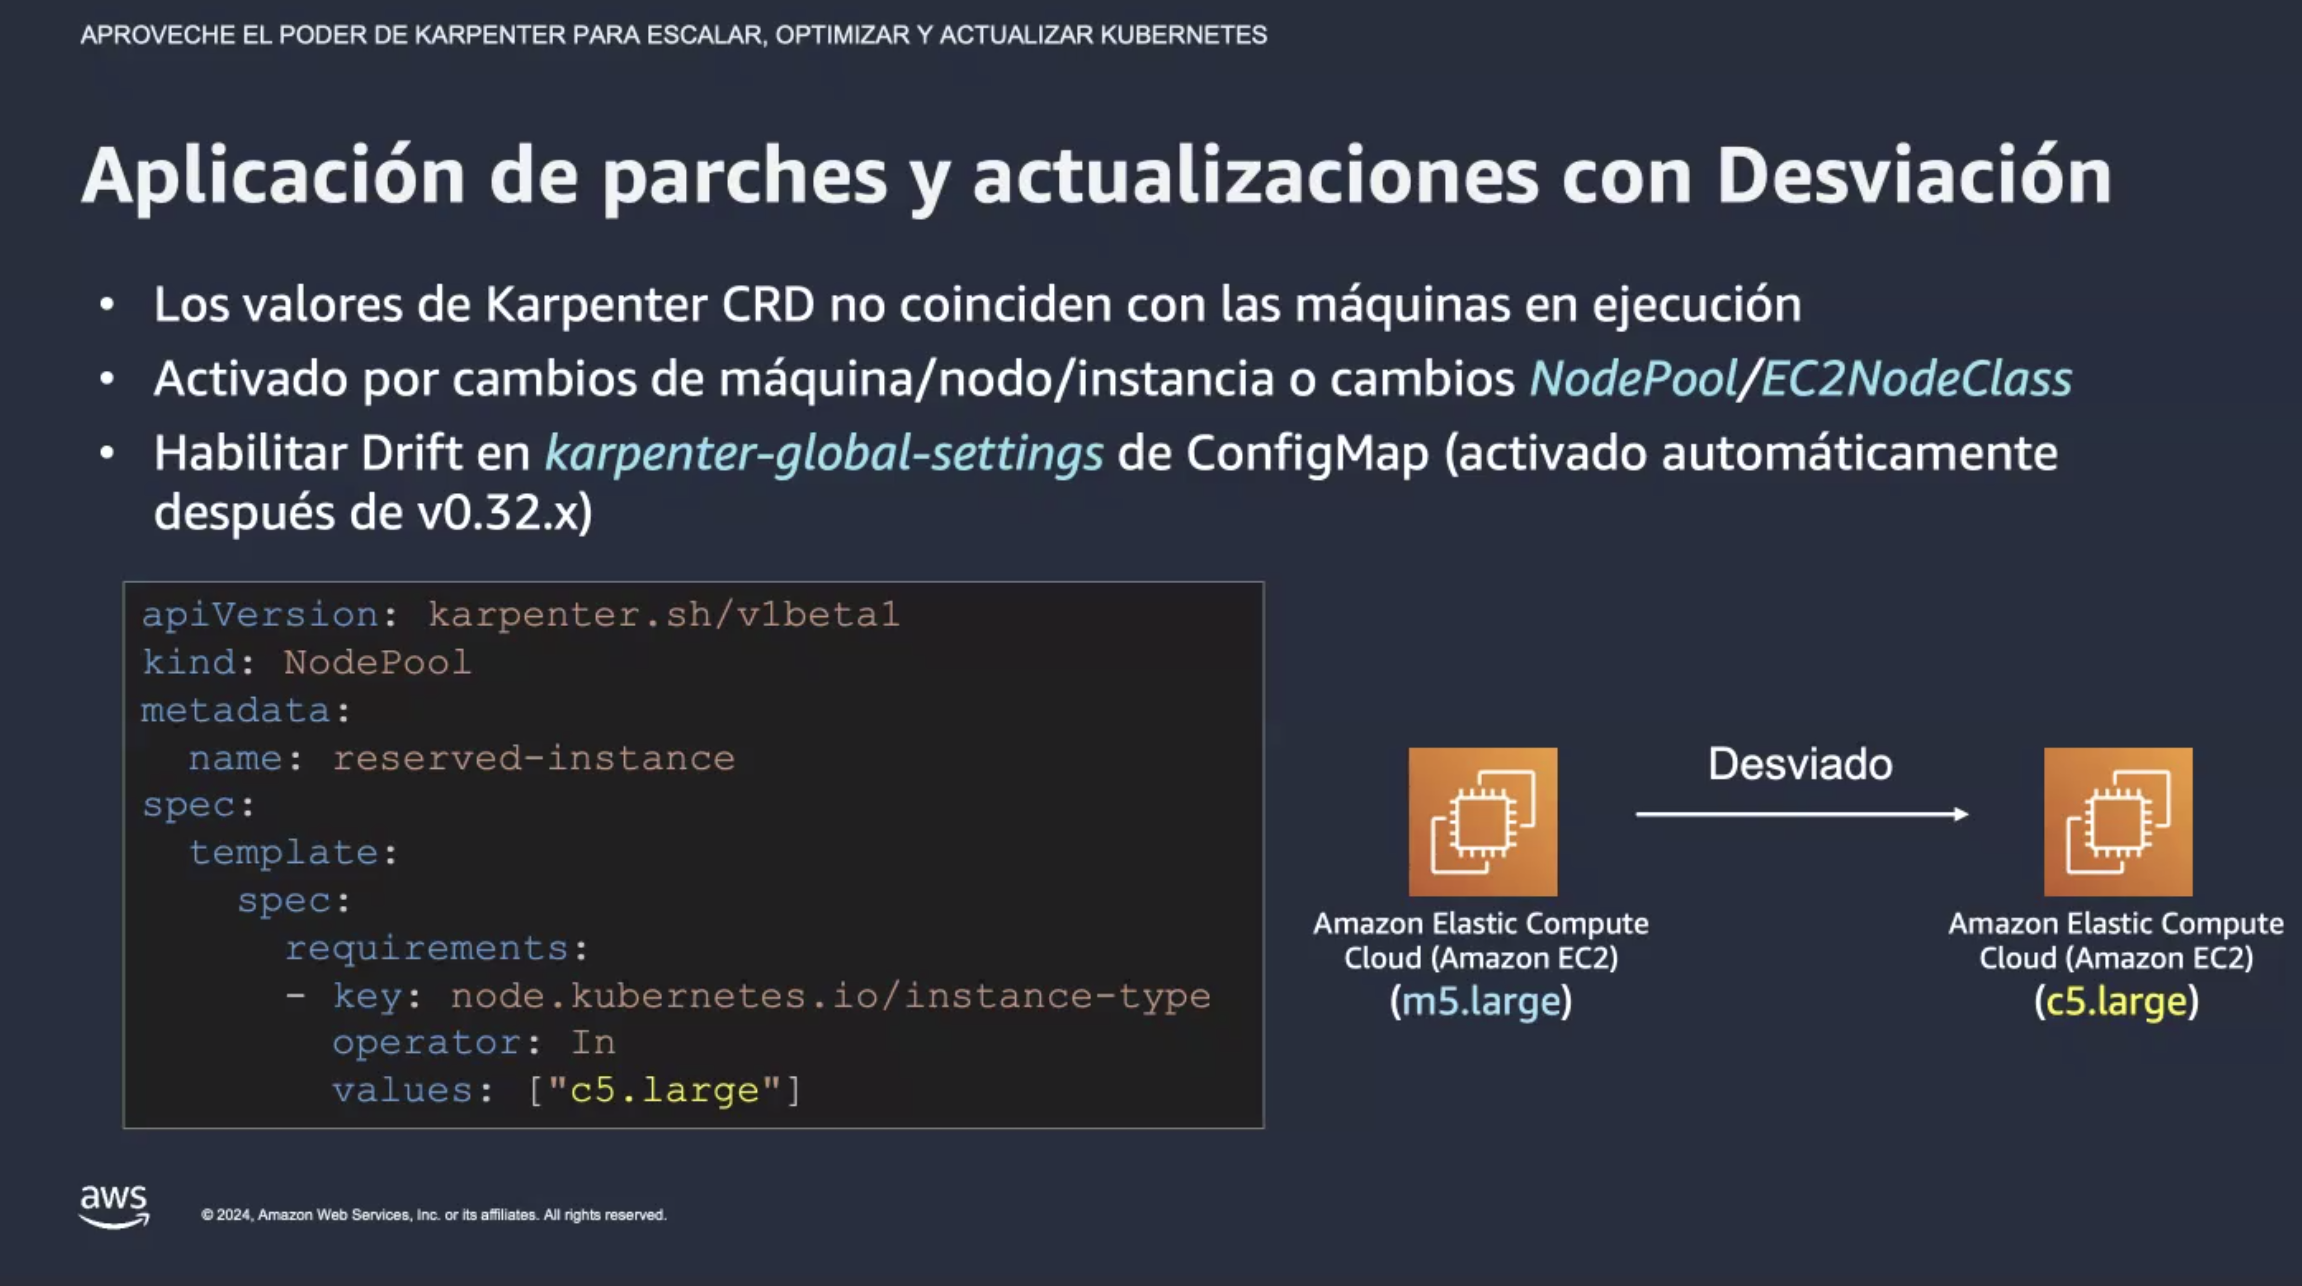 APROVECHE EL PODER DE KARPENTER PARA ESCALAR, OPTIMIZAR Y ACTUALIZAR KUBERNETES
Aplicación de parches y actualizaciones con Desviación
• Los valores de Karpenter CRD no coinciden con las máquinas en ejecución
• Activado por cambios de máquina/nodo/instancia o cambios NodePool/EC2NodeClass
• Habilitar Drift en karpenter-global-settings de ConfigMap (activado automáticamente
después de v0.32.x)
apiVersion: karpenter.sh/v1beta1
kind: NodePool
metadata:
  name: reserved-instance
spec:
  template:
    spec:
      requirements:
      - key: node.kubernetes.io/instance-type
        operator: In
        values: ["c5.large"]
Desviado
Amazon Elastic Compute
Cloud (Amazon EC2)
(m5.large)
Amazon Elastic Compute
Cloud (Amazon EC2)
(c5.large)
aws
© 2024, Amazon Web Services, Inc. or its affiliates. All rights reserved.